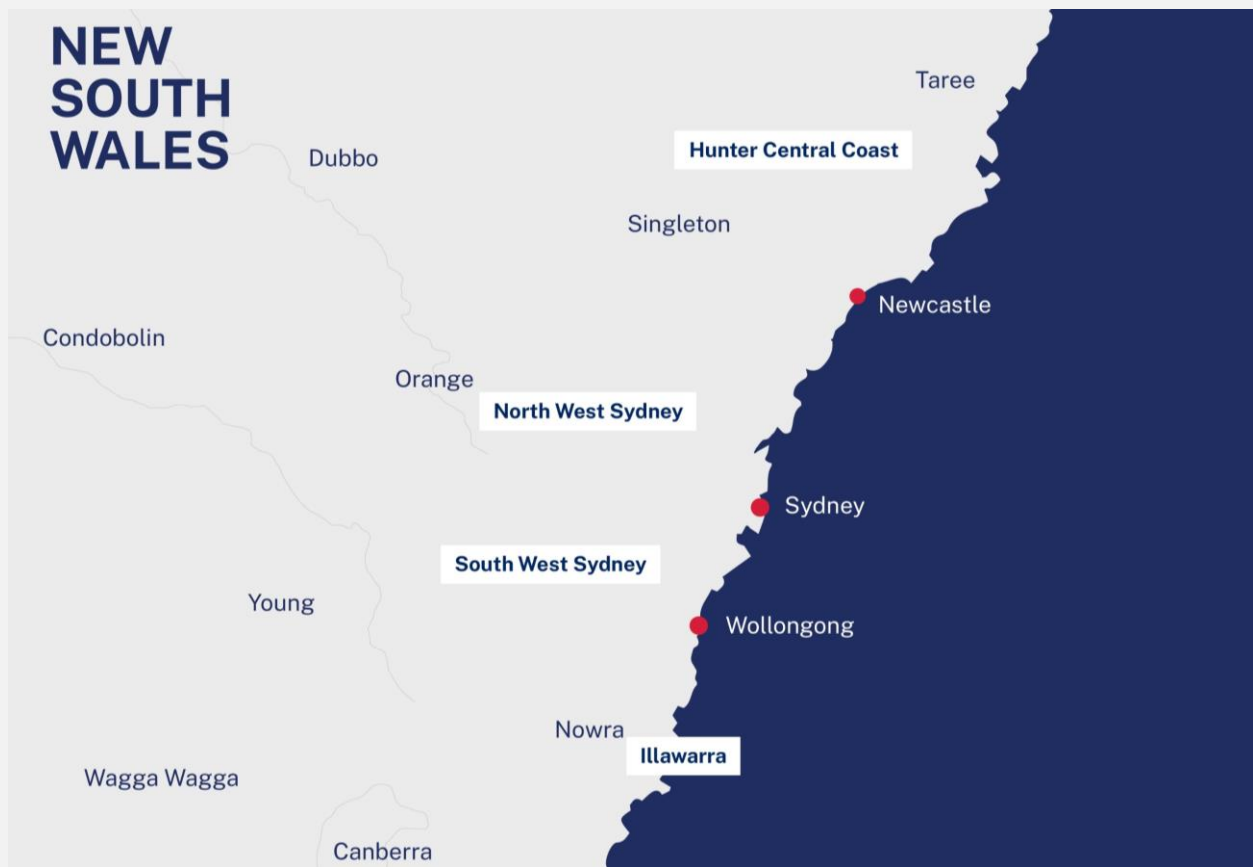 NEW
SOUTH
WALES
Taree
Hunter Central Coast
Dubbo
Singleton
Newcastle
Condobolin
Orange
North West Sydney
Sydney
South West Sydney
Young
Wollongong
Nowra
Illawarra
Wagga Wagga
Canberra